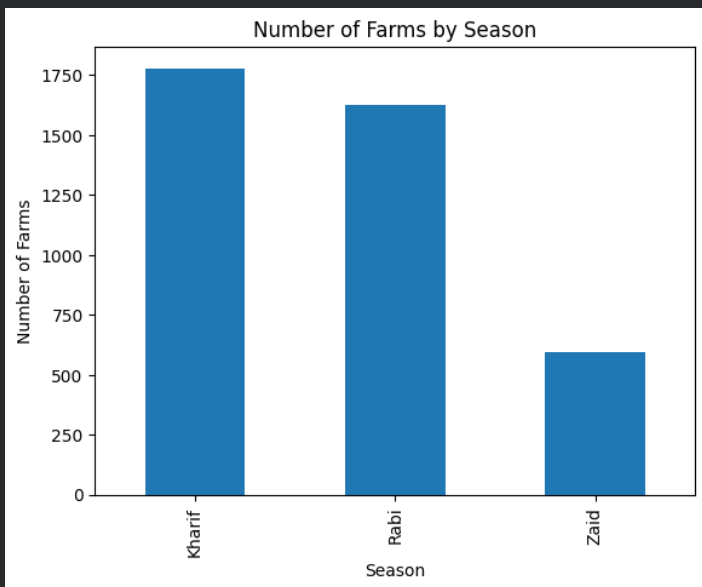 Number of Farms by Season
Number of Farms
1750
1500
1250
1000
750
500
250
0
Kharif
Rabi
Zaid
Season